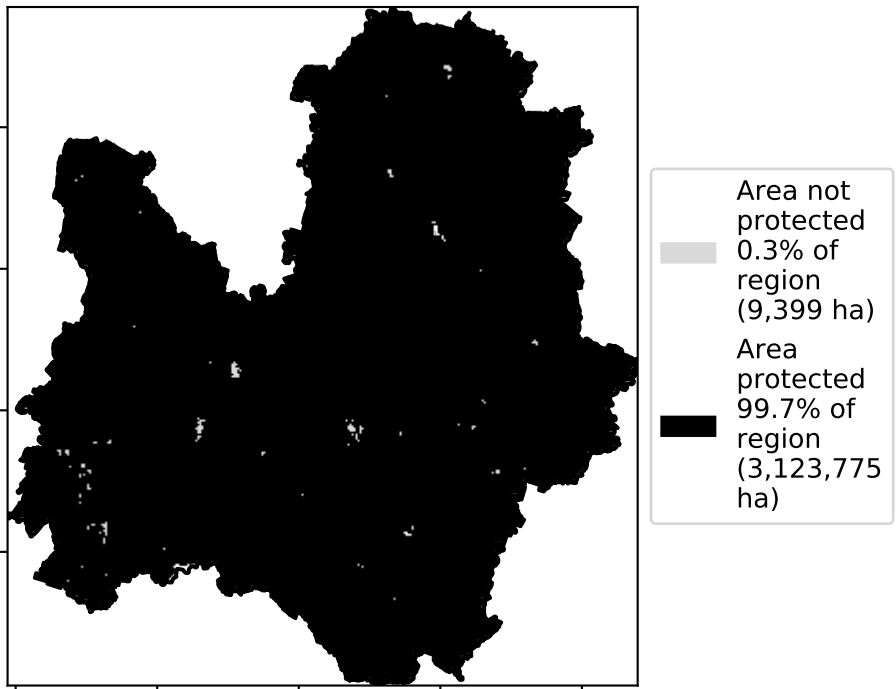 Area not
protected
0.3% of
region
(9,399 ha)
Area
protected
99.7% of
region
(3,123,775
ha)